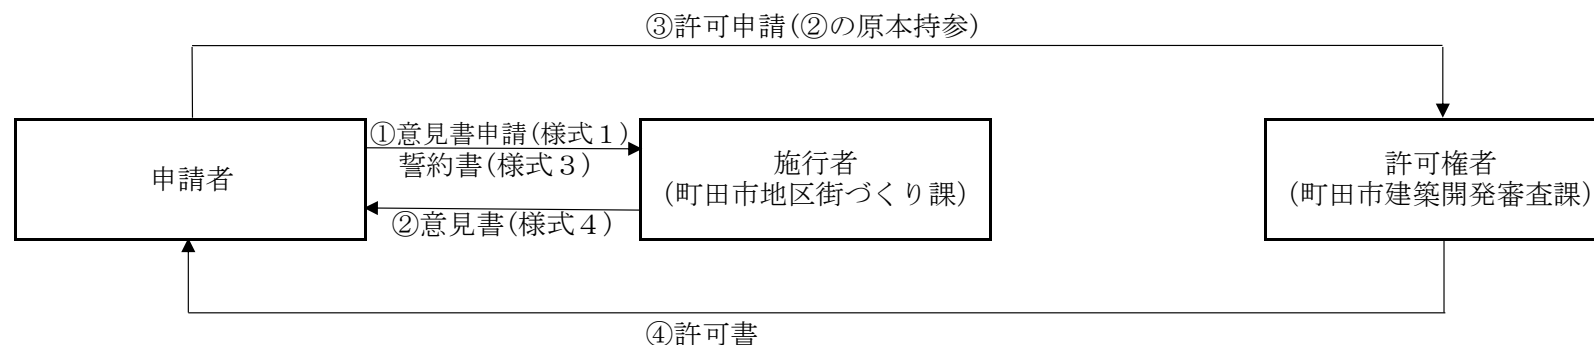 ③許可申請(②の原本持参)
申請者
①意見書申請(様式１)
誓約書(様式３)
②意見書(様式４)
施行者
(町田市地区街づくり課)
許可権者
(町田市建築開発審査課)
④許可書